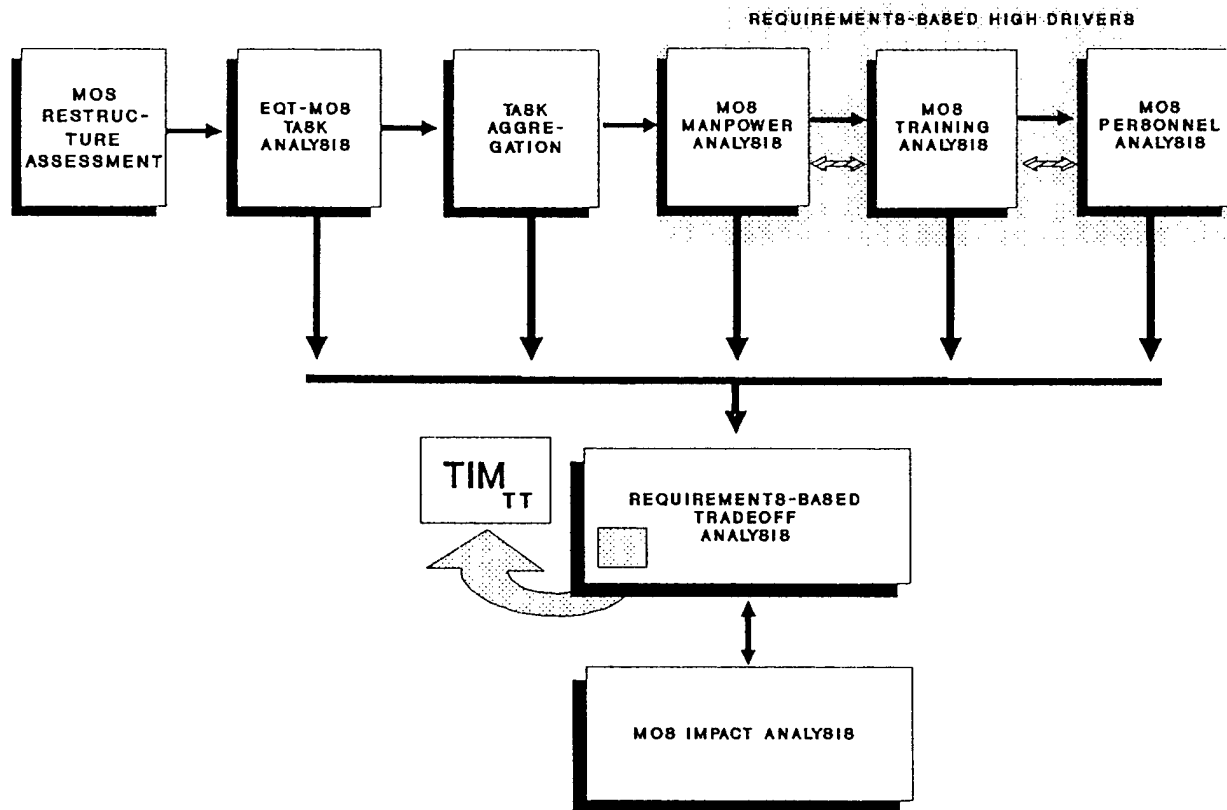 REQUIREMENTS-BASED HIGH DRIVERS
MOS
RESTRUC-
TURE
ASSESSMENT
EQT-MOS
TASK
ANALYSIS
TASK
AGGRE-
GATION
MOS
MANPOWER
ANALYSIS
MOS
TRAINING
ANALYSIS
MOS
PERSONNEL
ANALYSIS
TIM
TT
REQUIREMENTS-BASED
TRADEOFF
ANALYSIS
MOS IMPACT ANALYSIS